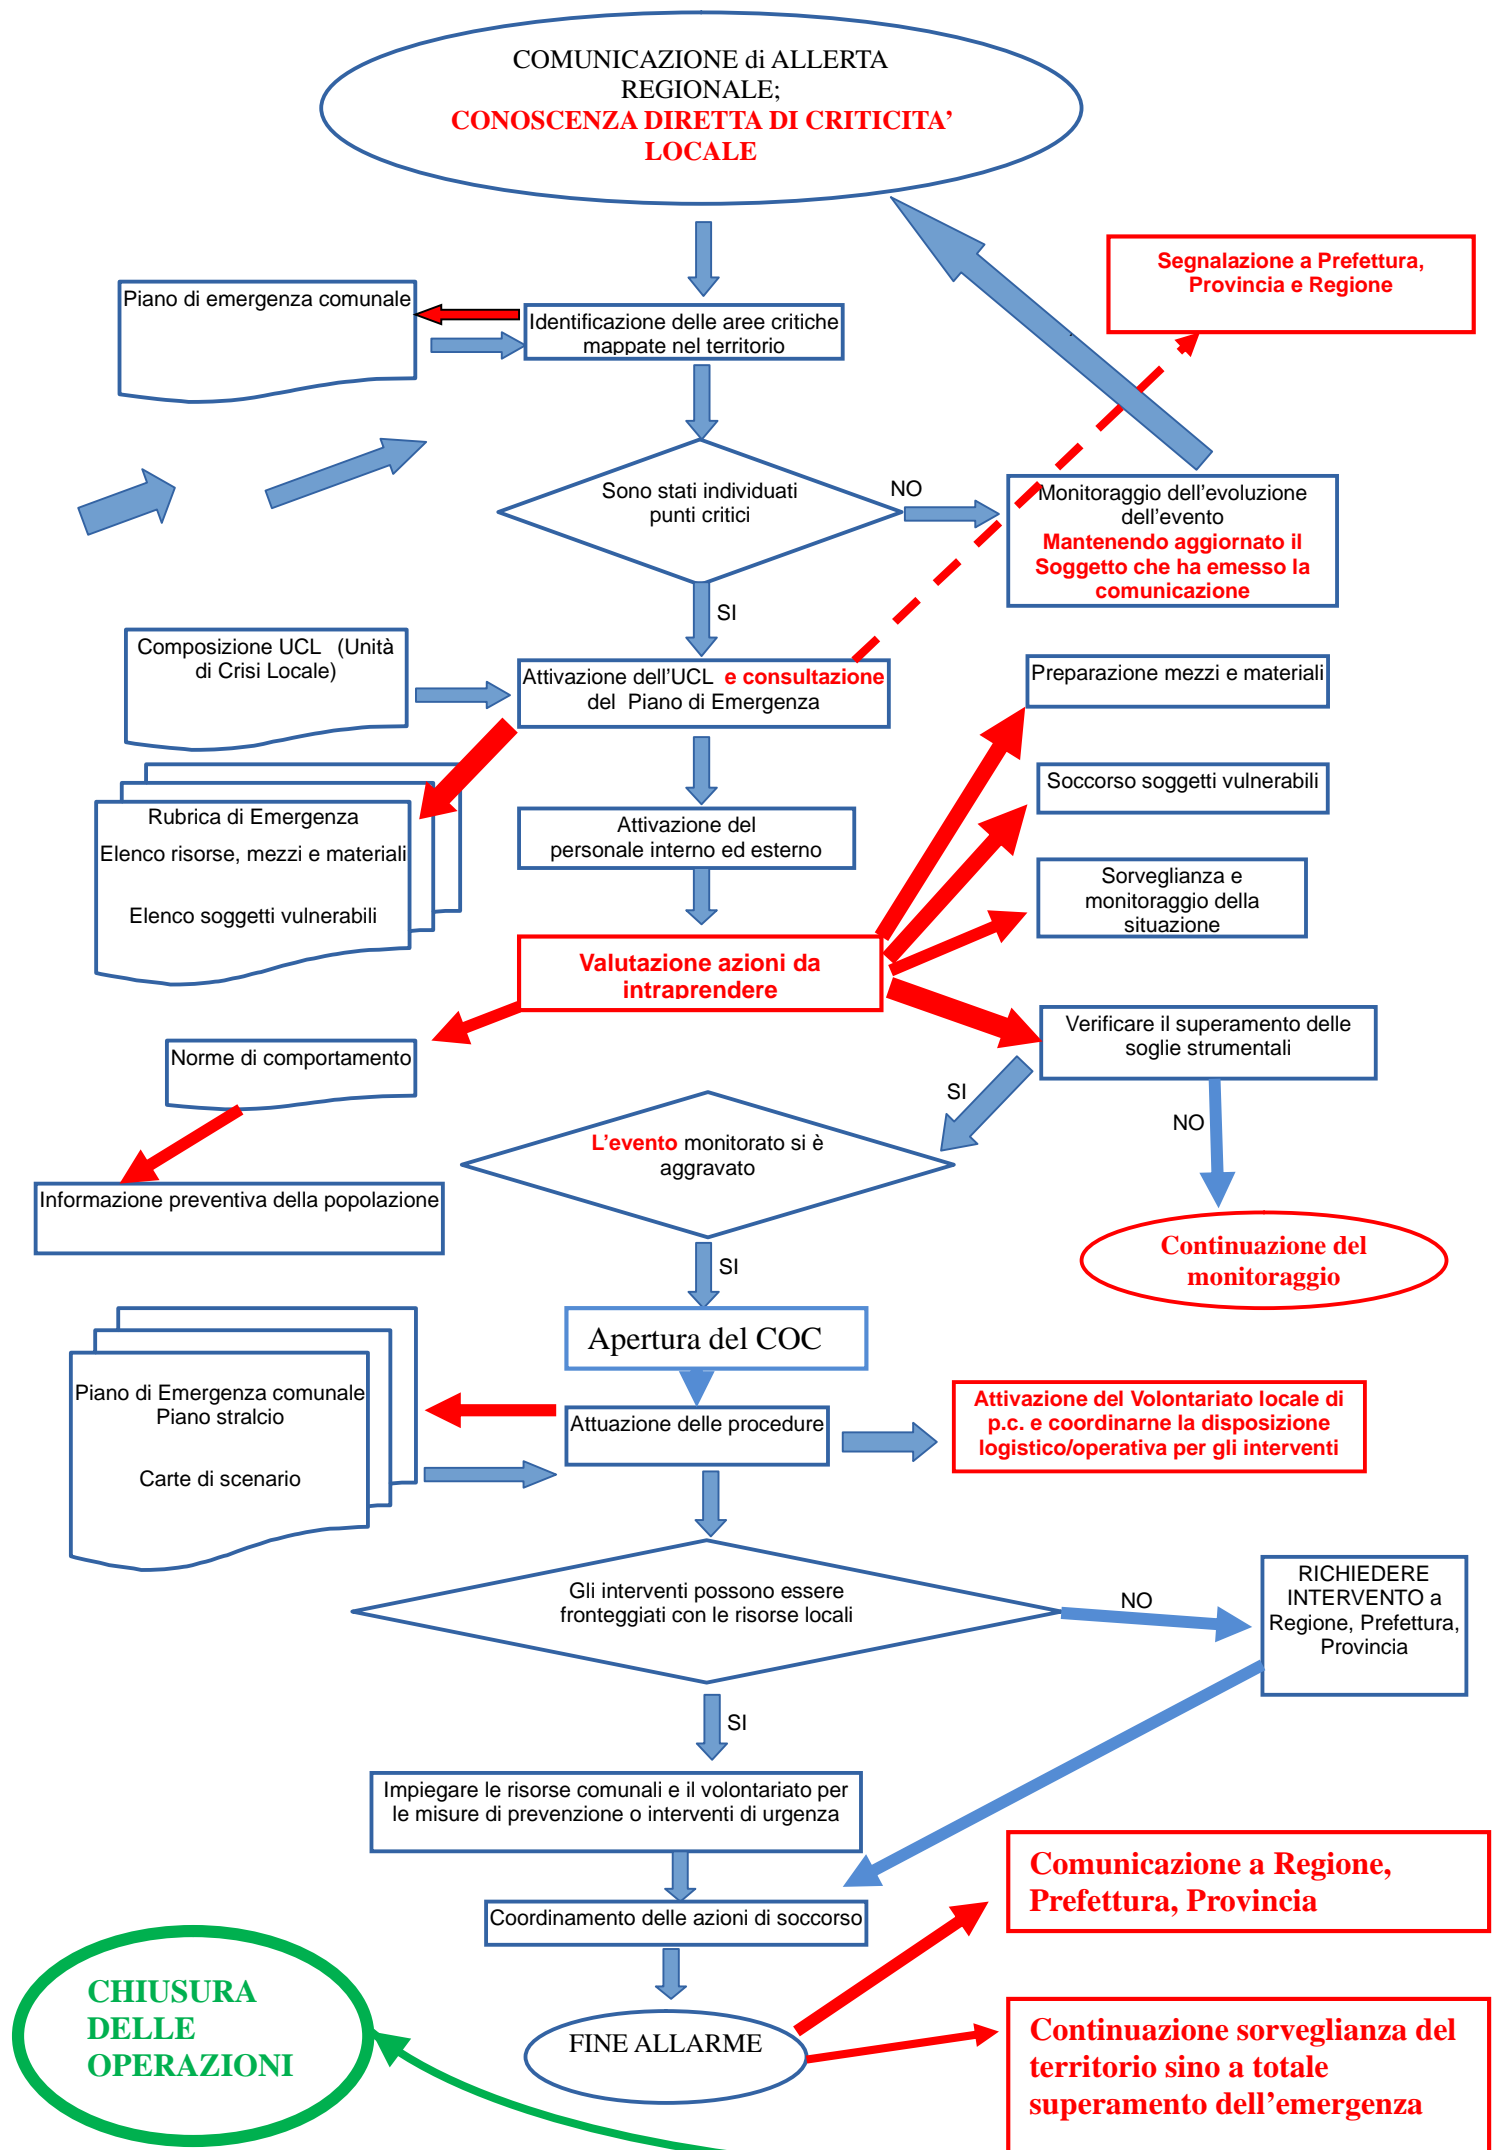 COMUNICAZIONE di ALLERTA
REGIONALE;
CONOSCENZA DIRETTA DI CRITICITA’
LOCALE
Segnalazione a Prefettura,
Provincia e Regione
Piano di emergenza comunale
Identificazione delle aree critiche
mappate nel territorio
Sono stati individuati
punti critici
NO
Monitoraggio dell’evoluzione
dell’evento
Mantenendo aggiornato il
Soggetto che ha emesso la
comunicazione
SI
Composizione UCL (Unità
di Crisi Locale)
Attivazione dell’UCL e consultazione
del Piano di Emergenza
Preparazione mezzi e materiali
Soccorso soggetti vulnerabili
Rubrica di Emergenza
Elenco risorse, mezzi e materiali
Elenco soggetti vulnerabili
Attivazione del
personale interno ed esterno
Sorveglianza e
monitoraggio della
situazione
Valutazione azioni da
intraprendere
Verificare il superamento delle
soglie strumentali
Norme di comportamento
SI
NO
L’evento monitorato si è
aggravato
Informazione preventiva della popolazione
Continuazione del
monitoraggio
SI
Apertura del COC
Piano di Emergenza comunale
Piano stralcio
Carte di scenario
Attuazione delle procedure
Attivazione del Volontariato locale di
p.c. e coordinarne la disposizione
logistico/operativa per gli interventi
Gli interventi possono essere
fronteggiati con le risorse locali
NO
RICHIEDERE
INTERVENTO a
Regione, Prefettura,
Provincia
SI
Impiegare le risorse comunali e il volontariato per
le misure di prevenzione o interventi di urgenza
Comunicazione a Regione,
Prefettura, Provincia
Coordinamento delle azioni di soccorso
CHIUSURA
DELLE
OPERAZIONI
FINE ALLARME
Continuazione sorveglianza del
territorio sino a totale
superamento dell’emergenza